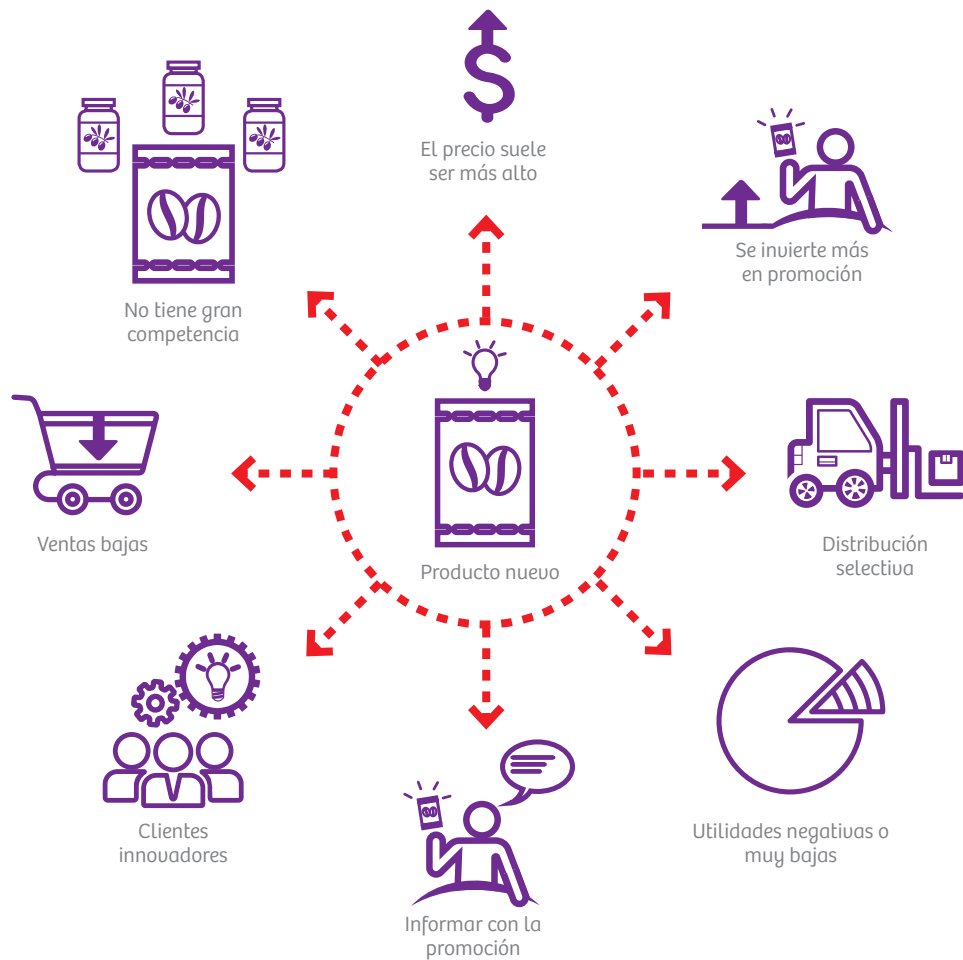 El precio suele
ser más alto
Se invierte más
en promoción
No tiene gran
competencia
Producto nuevo
Ventas bajas
Distribución
selectiva
Clientes
innovadores
Utilidades negativas o
muy bajas
Informar con la
promoción